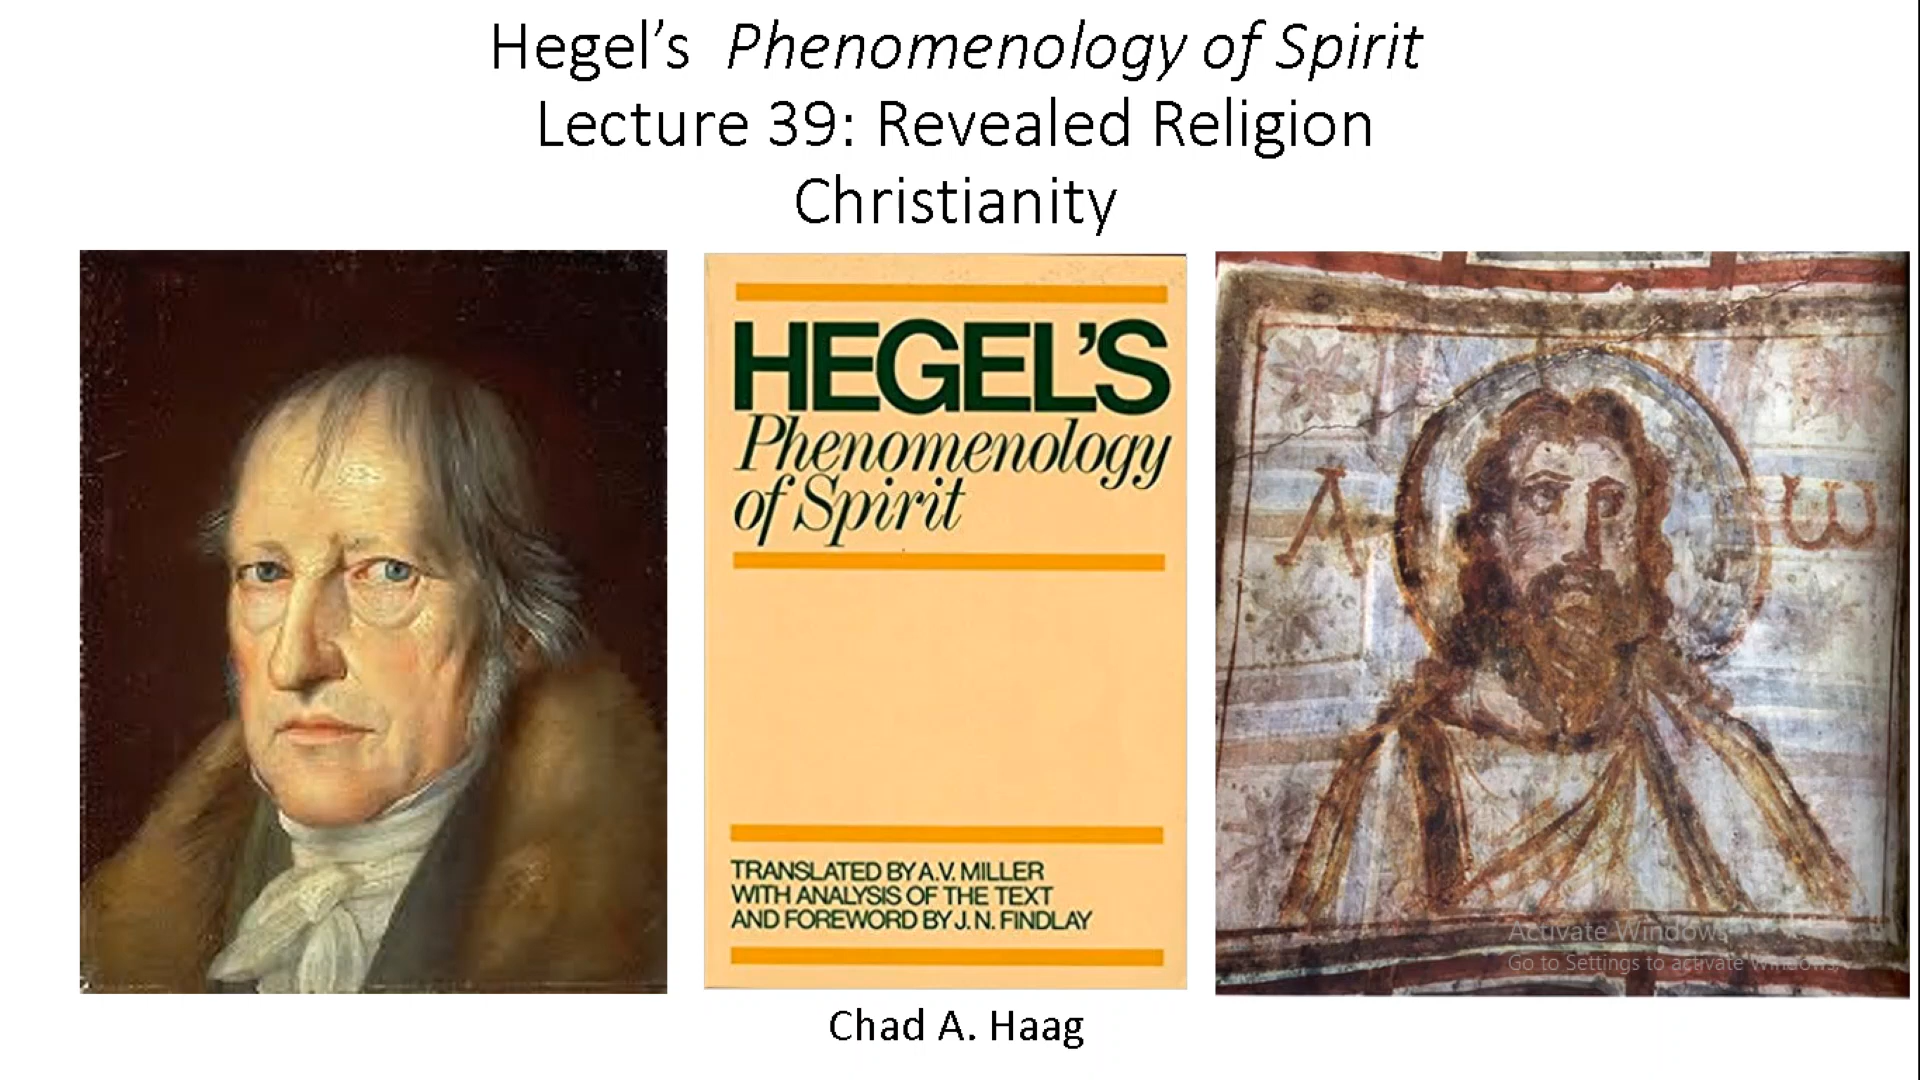 Hegel’s Phenomenology of Spirit
Lecture 39: Revealed Religion
Christianity
HEGEL’S
Phenomenology
of Spirit
TRANSLATED BY A.V. MILLER
WITH ANALYSIS OF THE TEXT
AND FOREWORD BY J. N. FINDLAY
Α ω
Activate Windows
Go to Settings to activate Windows.
Chad A. Haag